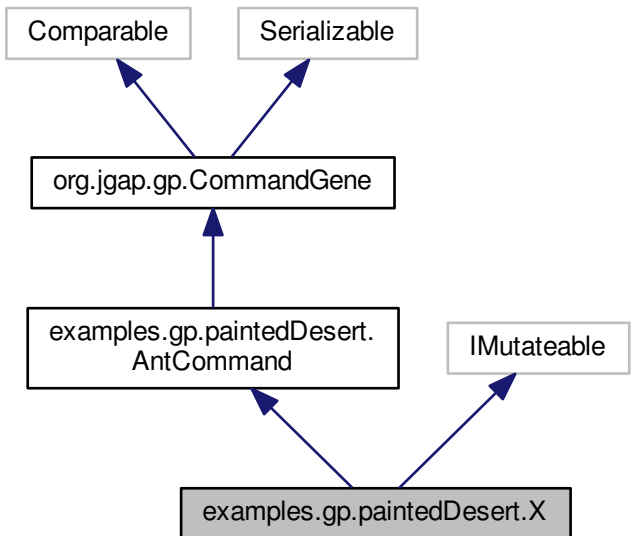 Comparable
Serializable
org.jgap.gp.CommandGene
examples.gp.paintedDesert.
AntCommand
IMutateable
examples.gp.paintedDesert.X